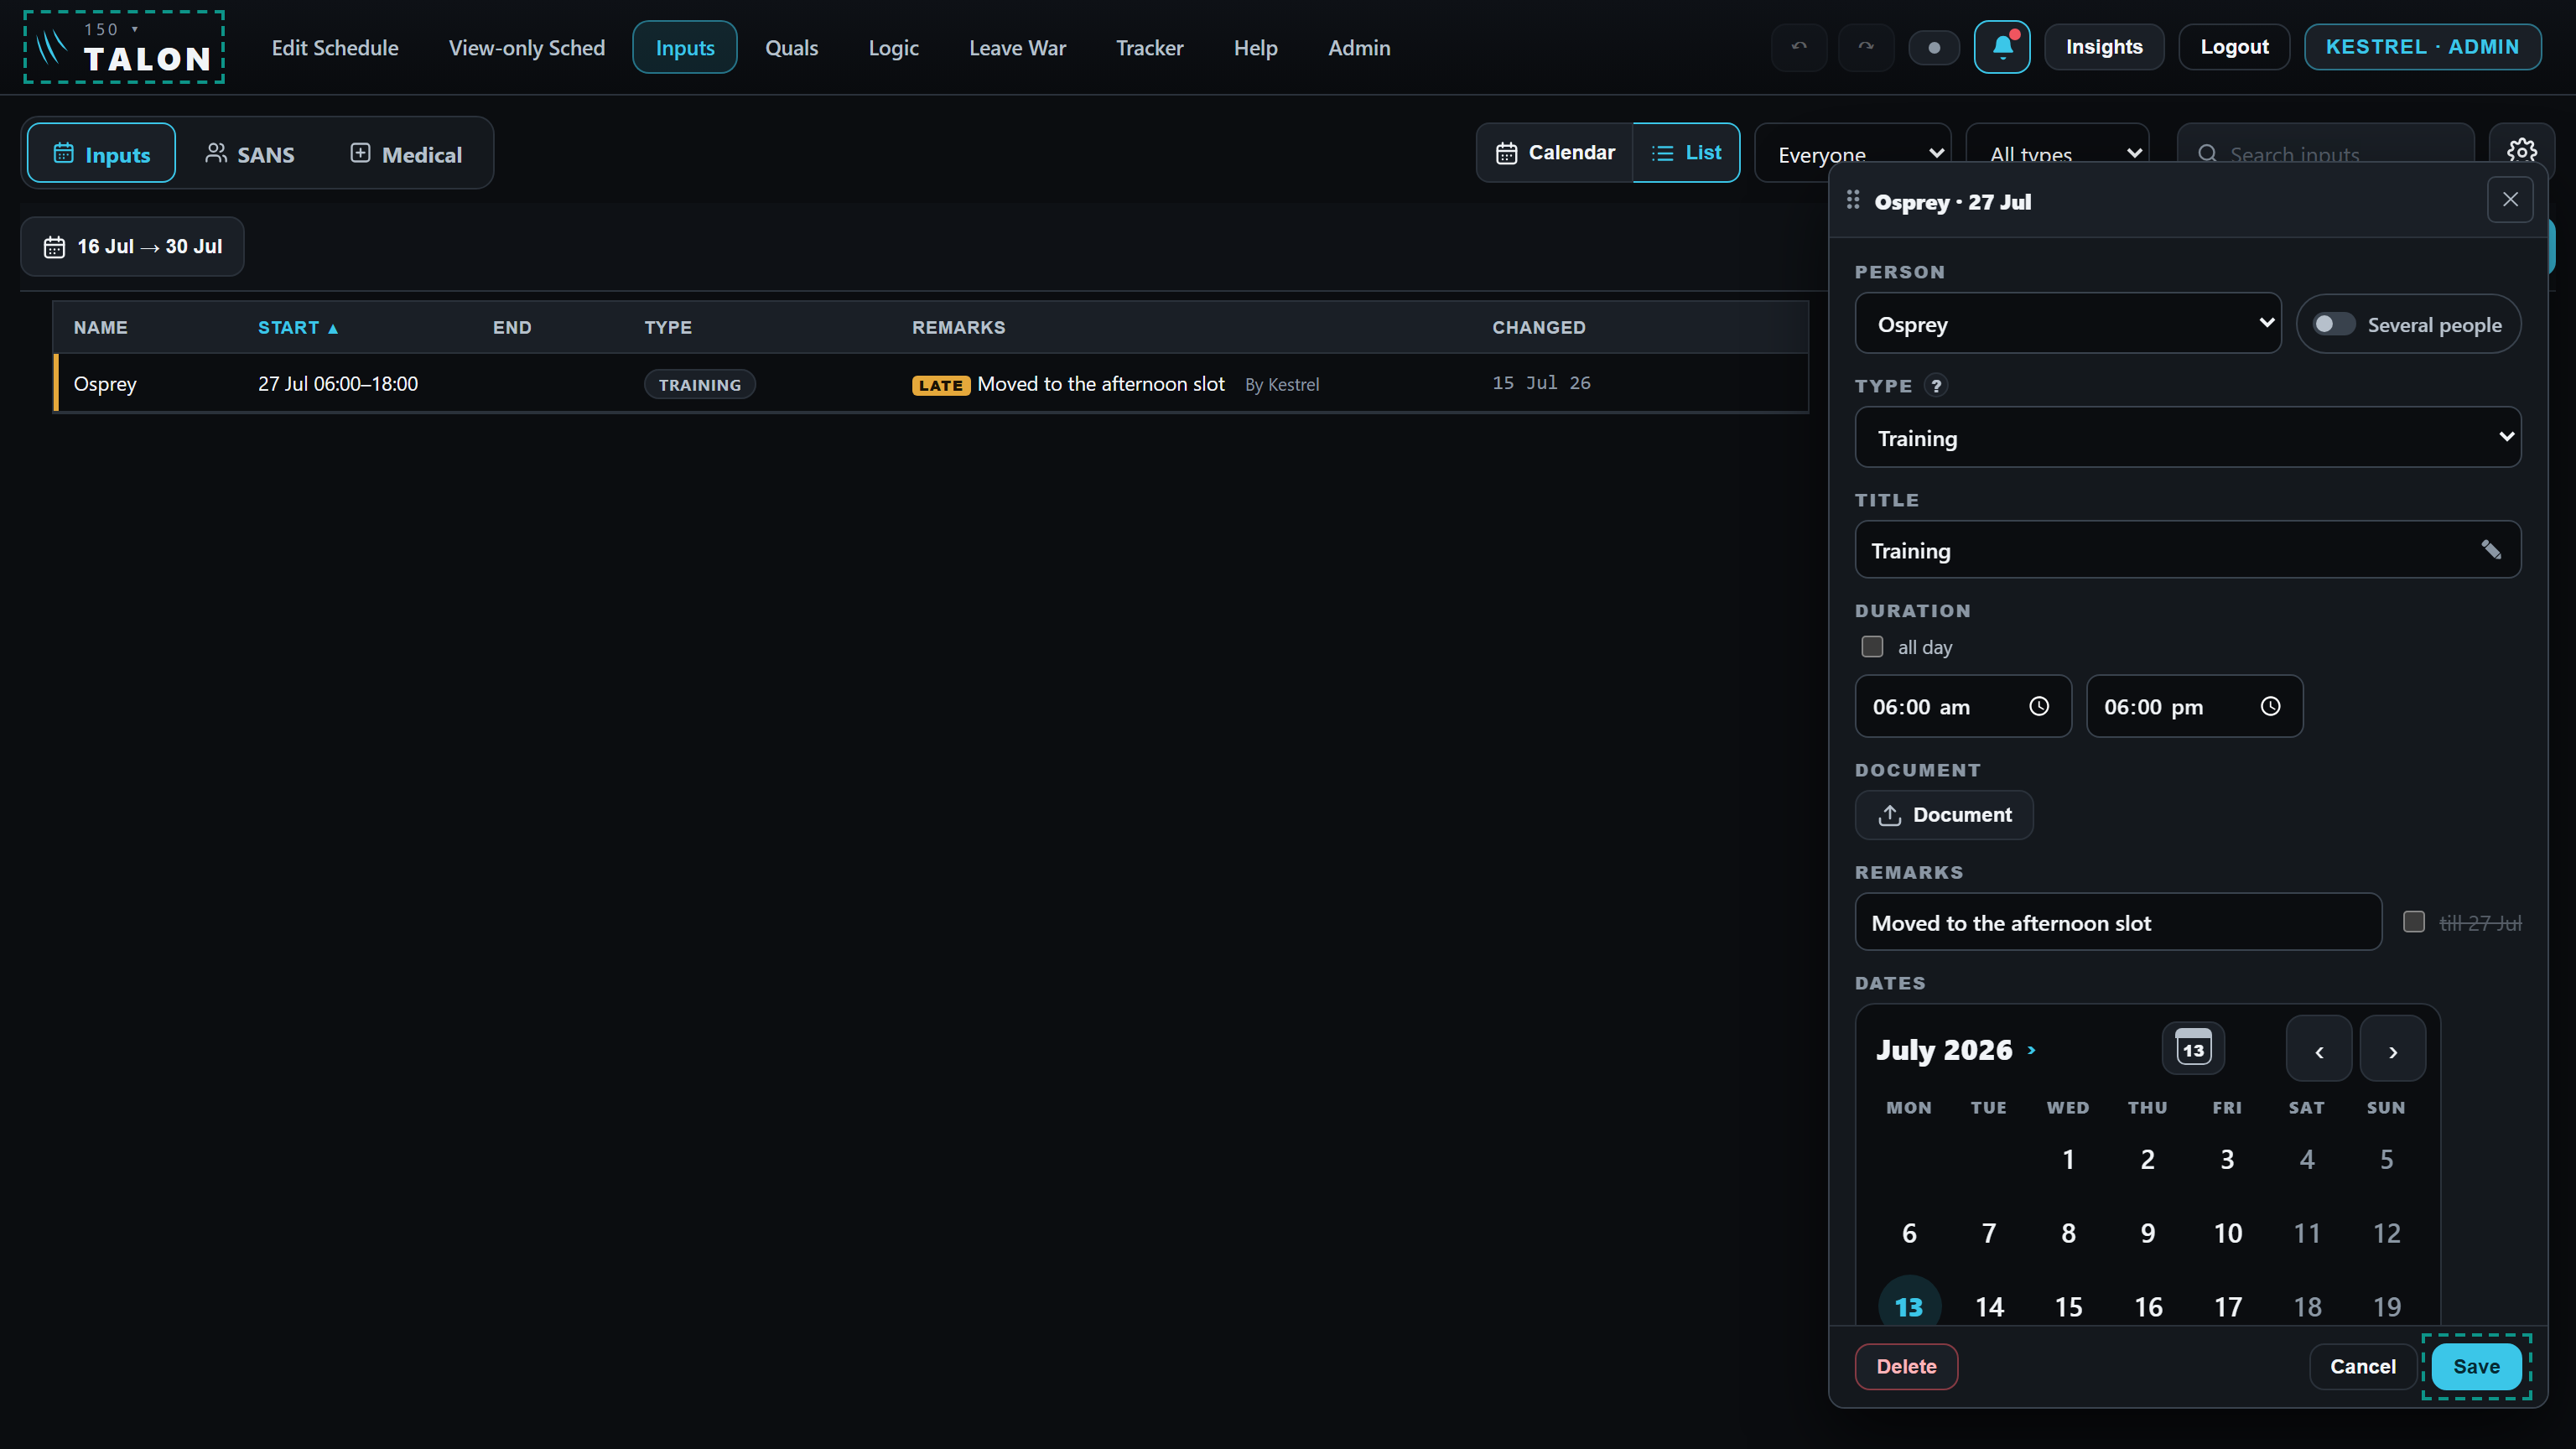 150 ▾
TALON
Edit Schedule
View-only Sched
Inputs
Quals
Logic
Leave War
Tracker
Help
Admin
Insights
Logout
KESTREL · ADMIN
Inputs
SANS
Medical
Calendar
List
Everyone
All types
Search inputs
16 Jul → 30 Jul
NAME START ▲ END TYPE REMARKS CHANGED
Osprey 27 Jul 06:00–18:00 TRAINING LATE Moved to the afternoon slot By Kestrel 15 Jul 26
Osprey · 27 Jul
PERSON
Osprey
Several people
TYPE ?
Training
TITLE
Training
DURATION
all day
06:00 am
06:00 pm
DOCUMENT
Document
REMARKS
Moved to the afternoon slot
till 27 Jul
DATES
July 2026 ›
13
‹ ›
MON TUE WED THU FRI SAT SUN
1 2 3 4 5
6 7 8 9 10 11 12
13 14 15 16 17 18 19
Delete
Cancel
Save